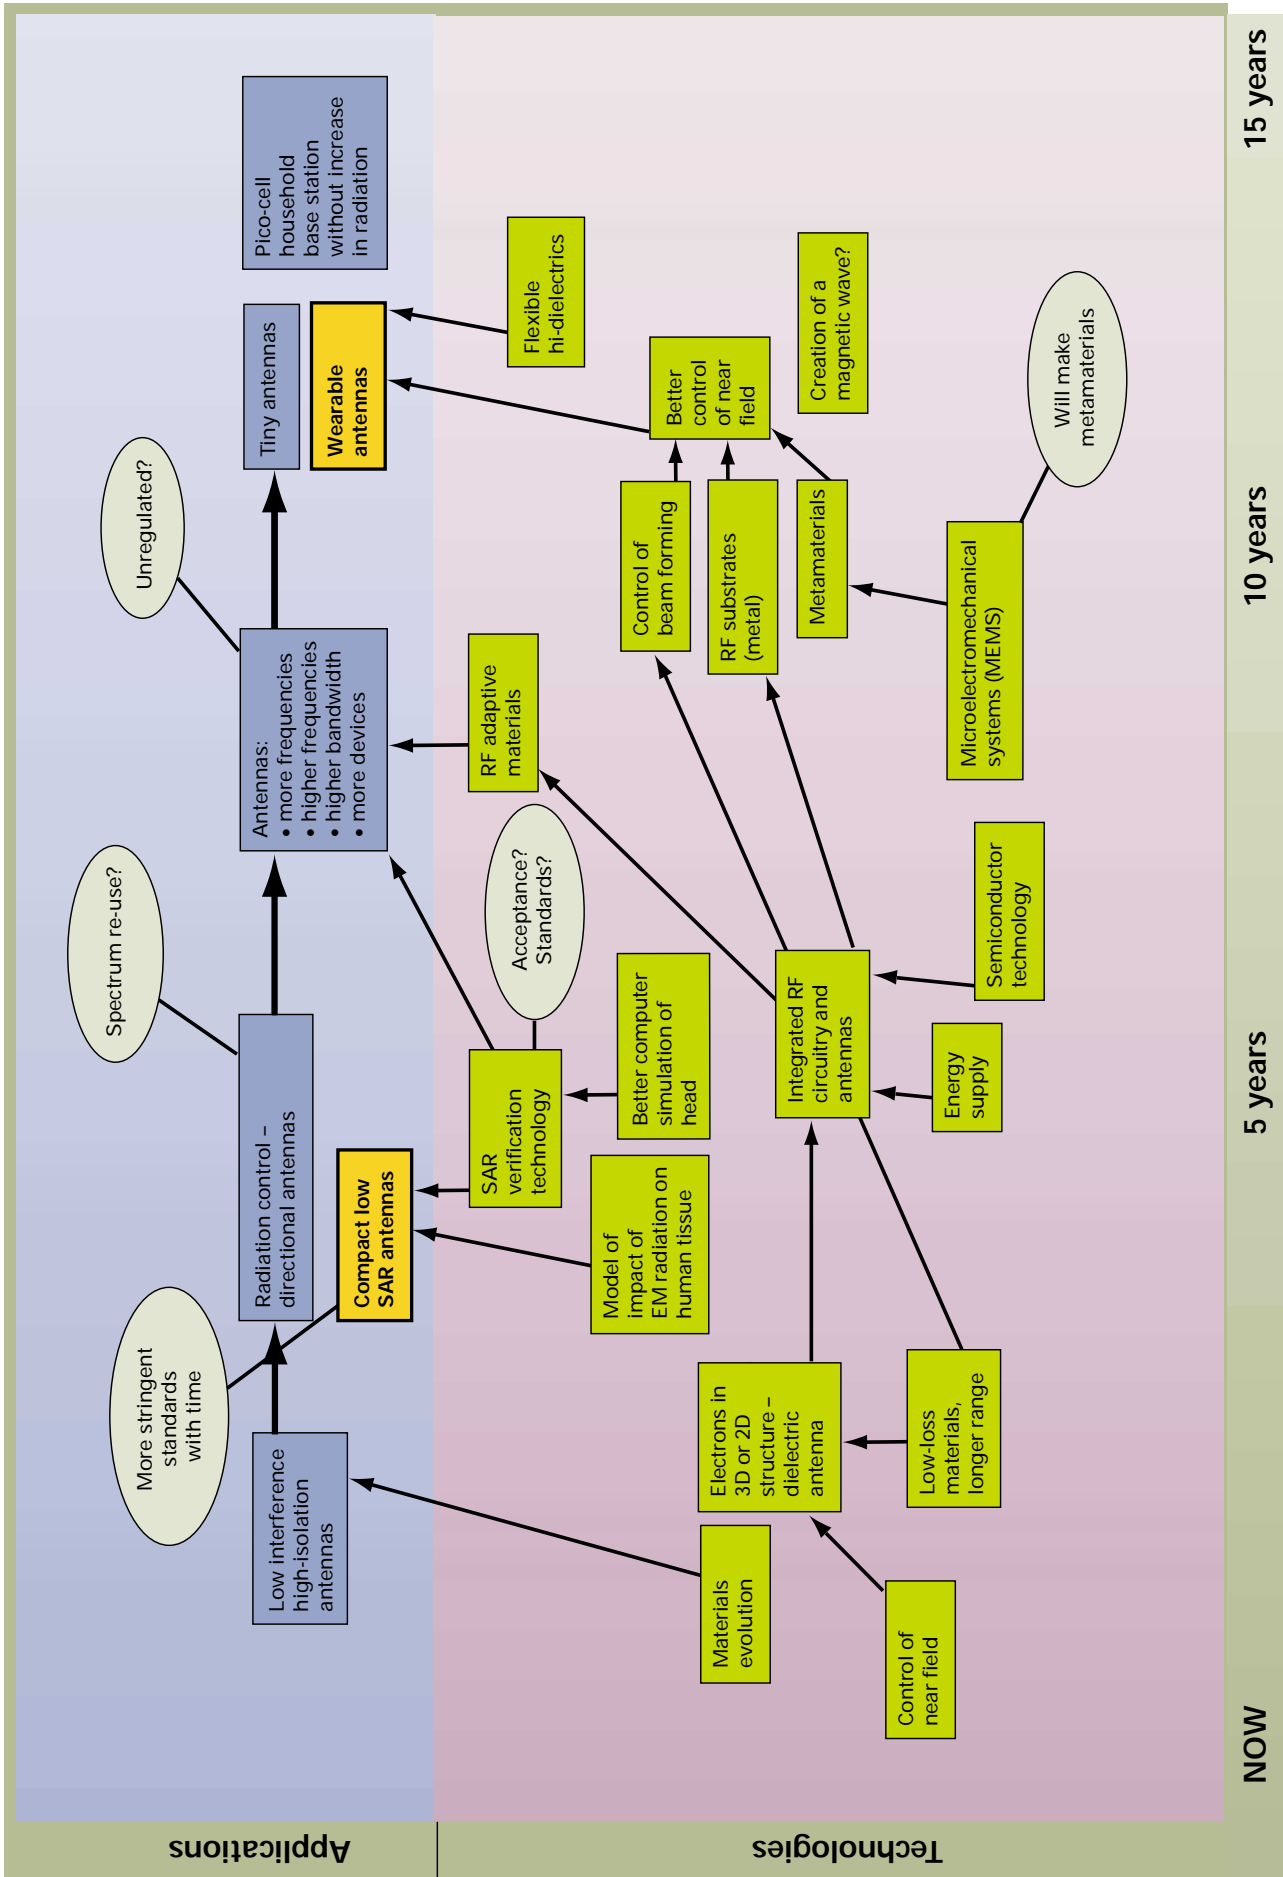 Applications
Technologies
More stringent
standards
with time
Spectrum re-use?
Unregulated?
Low interference
high-isolation
antennas
Radiation control –
directional antennas
Compact low
SAR antennas
Antennas:
• more frequencies
• higher frequencies
• higher bandwidth
• more devices
Tiny antennas
Wearable
antennas
Pico-cell
household
base station
without increase
in radiation
SAR
verification
technology
Acceptance?
Standards?
RF adaptive
materials
Flexible
hi-dielectrics
Model of
impact of
EM radiation on
human tissue
Better computer
simulation of
head
Control of
beam forming
Better
control
of near
field
Materials
evolution
Electrons in
3D or 2D
structure –
dielectric
antenna
RF substrates
(metal)
Integrated RF
circuitry and
antennas
Metamaterials
Creation of a
magnetic wave?
Control of
near field
Low-loss
materials,
longer range
Energy
supply
Semiconductor
technology
Microelectromechanical
systems (MEMS)
Will make
metamaterials
NOW
5 years
10 years
15 years